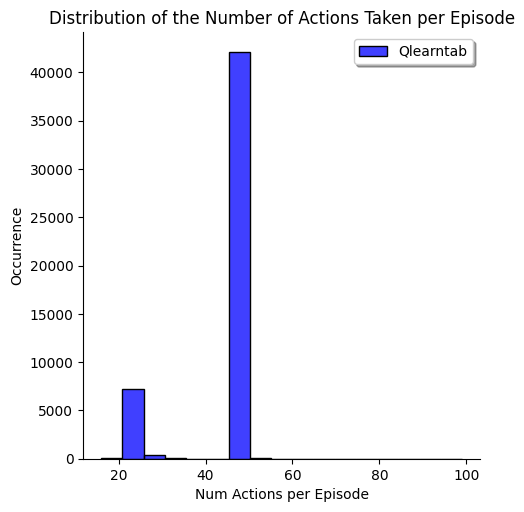 Distribution of the Number of Actions Taken per Episode
Qlearntab
40000
35000
30000
25000
20000
15000
10000
5000
0
Occurrence
20 40 60 80 100
Num Actions per Episode